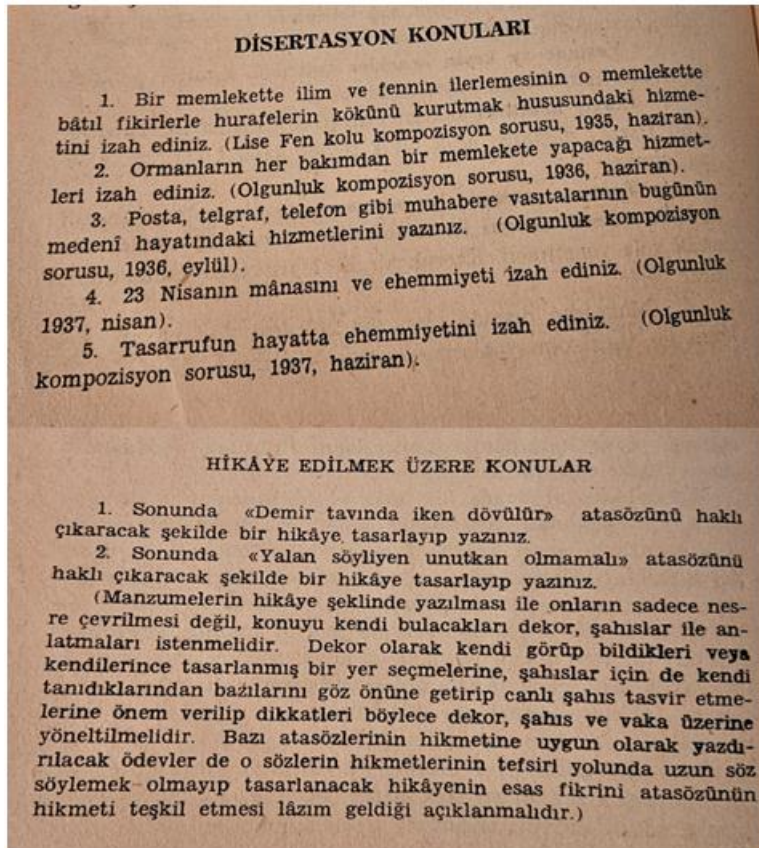 DİSERTASYON KONULARI
1. Bir memlekette ilim ve fennin ilerlemesinin o memlekette
bâtıl fikirlerle hurafelerin kökünü kurutmak hususundaki hizme-
tini izah ediniz. (Lise Fen kolu kompozisyon sorusu, 1935, haziran).
2. Ormanların her bakımdan bir memlekete yapacağı hizmet-
leri izah ediniz. (Olgunluk kompozisyon sorusu, 1936, haziran).
3. Posta, telgraf, telefon gibi muhabere vasıtalarının bugünün
medenî hayatındaki hizmetlerini yazınız. (Olgunluk kompozisyon
sorusu, 1936, eylül).
4. 23 Nisanın mânasını ve ehemmiyeti izah ediniz. (Olgunluk
1937, nisan).
5. Tasarrufun hayatta ehemmiyetini izah ediniz. (Olgunluk
kompozisyon sorusu, 1937, haziran).
HİKÂYE EDİLMEK ÜZERE KONULAR
1. Sonunda «Demir tavında iken dövülür» atasözünü haklı
çıkaracak şekilde bir hikâye tasarlayıp yazınız.
2. Sonunda «Yalan söyliyen unutkan olmamalı» atasözünü
haklı çıkaracak şekilde bir hikâye tasarlayıp yazınız.
(Manzumelerin hikâye şeklinde yazılması ile onların sadece nes-
re çevrilmesi değil, konuyu kendi bulacakları dekor, şahıslar ile an-
latmaları istenmelidir. Dekor olarak kendi görüp bildikleri veya
kendilerince tasarlanmış bir yer seçmelerine, şahıslar için de kendi
tanıdıklarından bazılarını göz önüne getirip canlı şahıs tasvir etme-
lerine önem verilip dikkatleri böylece dekor, şahıs ve vaka üzerine
yöneltilmelidir. Bazı atasözlerinin hikmetine uygun olarak yazdı-
rılacak ödevler de o sözlerin hikmetlerinin tefsiri yolunda uzun söz
söylemek olmayıp tasarlanacak hikâyenin esas fikrini atasözünün
hikmeti teşkil etmesi lâzım geldiği açıklanmalıdır.)